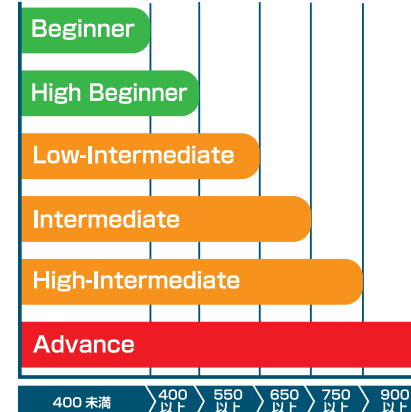 Beginner
High Beginner
Low-Intermediate
Intermediate
High-Intermediate
Advance
400 未満
400 以上
550 以上
650 以上
750 以上
900 以上